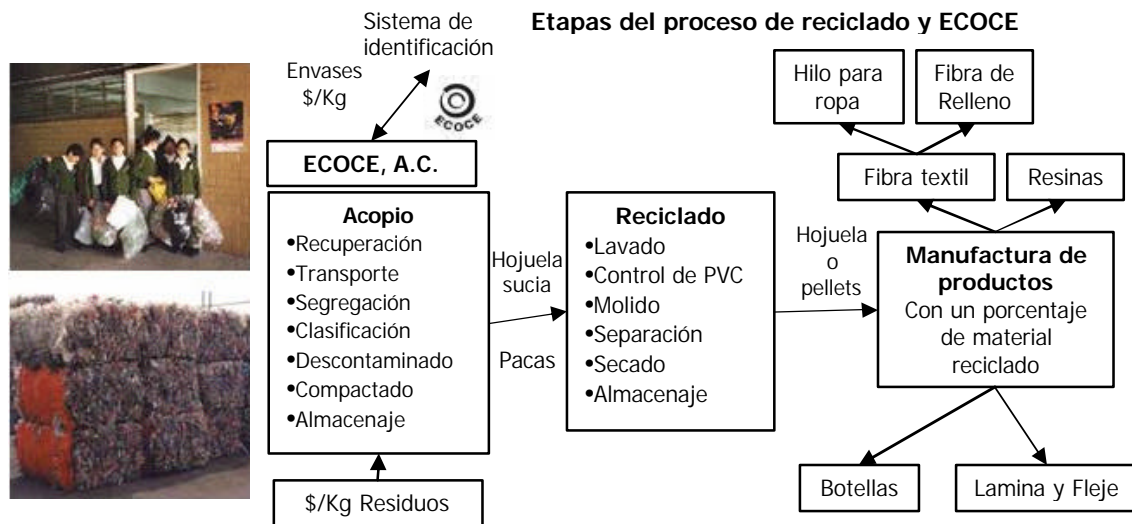 Etapas del proceso de reciclado y ECOCE
Sistema de
identificación
Envases
$/Kg
ECOCE
ECOCE, A.C.
Acopio
•Recuperación
•Transporte
•Segregación
•Clasificación
•Descontaminado
•Compactado
•Almacenaje
$/Kg Residuos
Hojuela
sucia
Pacas
Reciclado
•Lavado
•Control de PVC
•Molido
•Separación
•Secado
•Almacenaje
Hojuela
o
pellets
Hilo para
ropa
Fibra de
Relleno
Fibra textil
Resinas
Manufactura de
productos
Con un porcentaje
de material
reciclado
Botellas
Lamina y Fleje